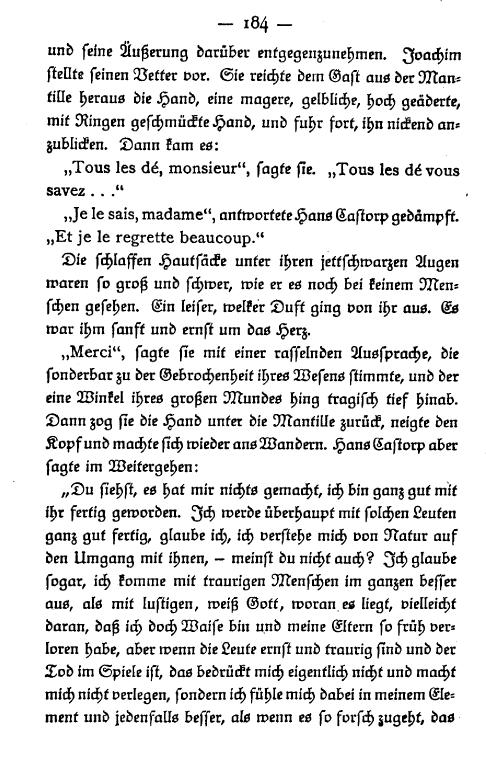 — 184 —
und seine Äußerung darüber entgegenzunehmen. Joachim
stellte seinen Vetter vor. Sie reichte dem Gast aus der Man=
tille heraus die Hand, eine magere, gelbliche, hoch geäderte,
mit Ringen geschmückte Hand, und fuhr fort, ihn nickend an=
zublicken. Dann kam es:
„Tous les dé, monsieur“, sagte sie. „Tous les dé vous
savez . . .“
„Je le sais, madame“, antwortete Hans Castorp gedämpft.
„Et je le regrette beaucoup.“
Die schlaffen Hautsäcke unter ihren jettschwarzen Augen
waren so groß und schwer, wie er es noch bei keinem Men=
schen gesehen. Ein leiser, welker Duft ging von ihr aus. Es
war ihm sanft und ernst um das Herz.
„Merci“, sagte sie mit einer rasselnden Aussprache, die
sonderbar zu der Gebrochenheit ihres Wesens stimmte, und der
eine Winkel ihres großen Mundes hing tragisch tief hinab.
Dann zog sie die Hand unter die Mantille zurück, neigte den
Kopf und machte sich wieder ans Wandern. Hans Castorp aber
sagte im Weitergehen:
„Du siehst, es hat mir nichts gemacht, ich bin ganz gut mit
ihr fertig geworden. Ich werde überhaupt mit solchen Leuten
ganz gut fertig, glaube ich, ich verstehe mich von Natur auf
den Umgang mit ihnen, – meinst du nicht auch? Ich glaube
sogar, ich komme mit traurigen Menschen im ganzen besser
aus, als mit lustigen, weiß Gott, woran es liegt, vielleicht
daran, daß ich doch Waise bin und meine Eltern so früh ver=
loren habe, aber wenn die Leute ernst und traurig sind und der
Tod im Spiele ist, das bedrückt mich eigentlich nicht und macht
mich nicht verlegen, sondern ich fühle mich dabei in meinem Ele=
ment und jedenfalls besser, als wenn es so forsch zugeht, das